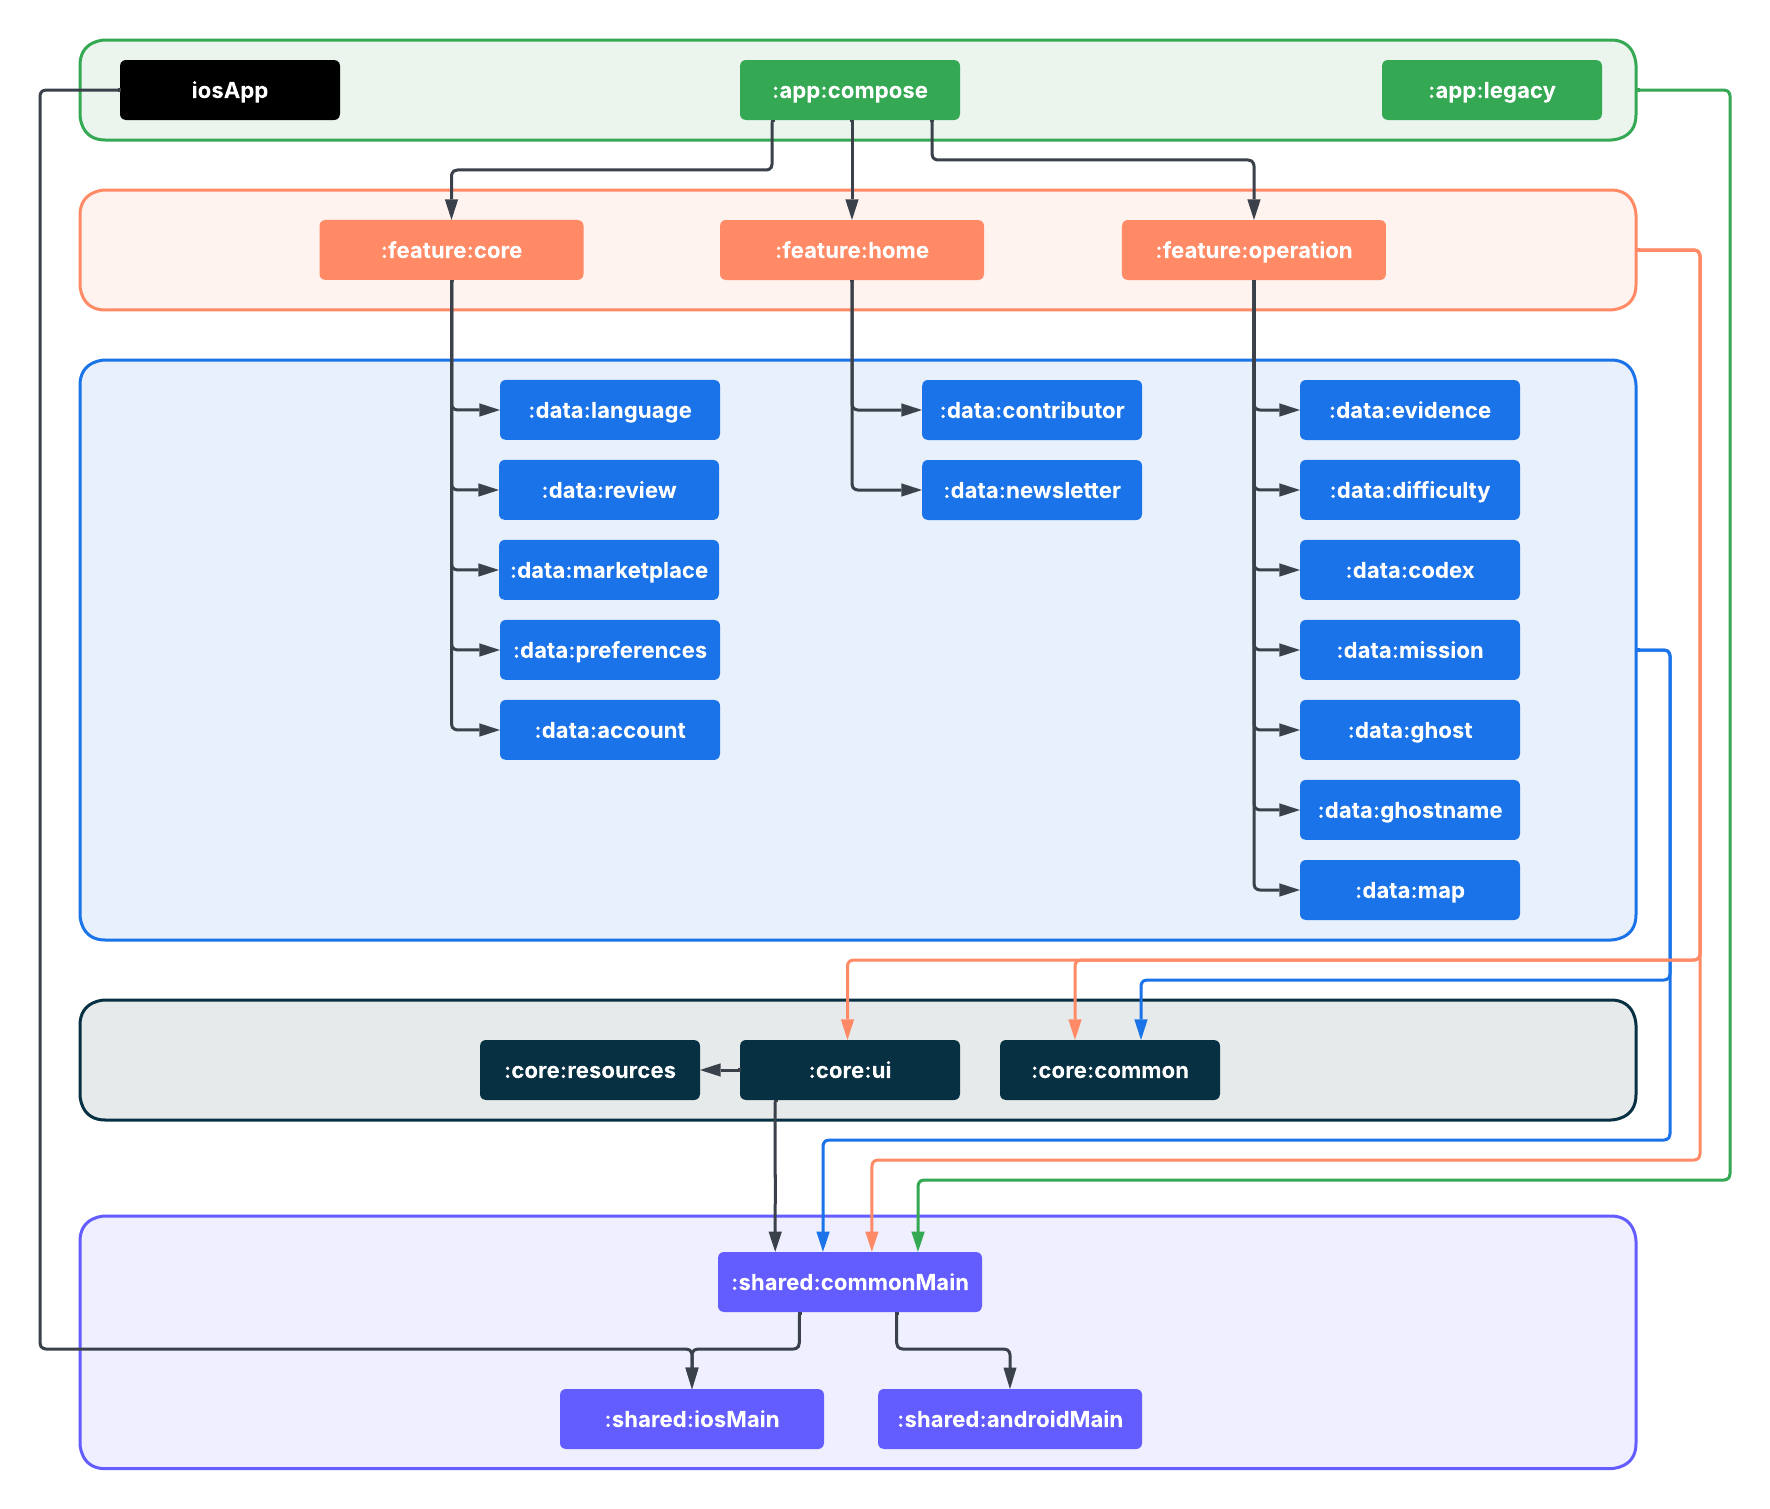 iosApp
:app:compose
:app:legacy
:feature:core
:feature:home
:feature:operation
:data:language
:data:contributor
:data:evidence
:data:review
:data:newsletter
:data:difficulty
:data:marketplace
:data:codex
:data:preferences
:data:mission
:data:account
:data:ghost
:data:ghostname
:data:map
:core:resources
:core:ui
:core:common
:shared:commonMain
:shared:iosMain
:shared:androidMain